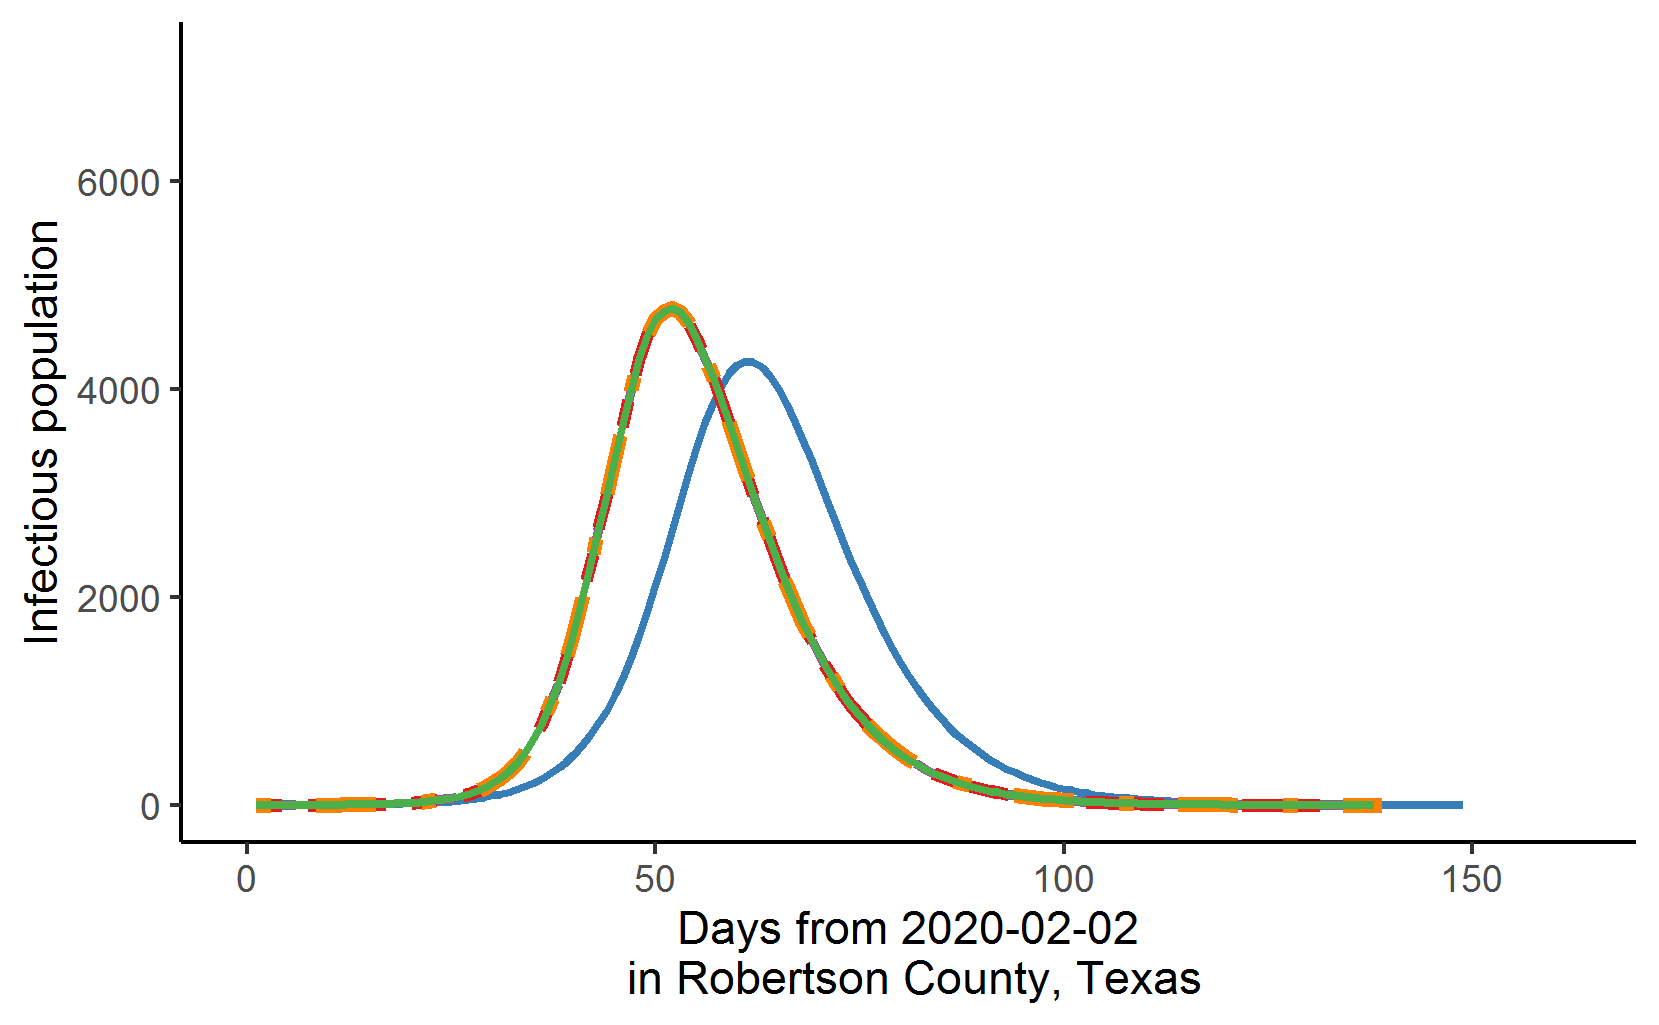 Infectious population
6000
4000
2000
0
0 50 100 150
Days from 2020-02-02
in Robertson County, Texas